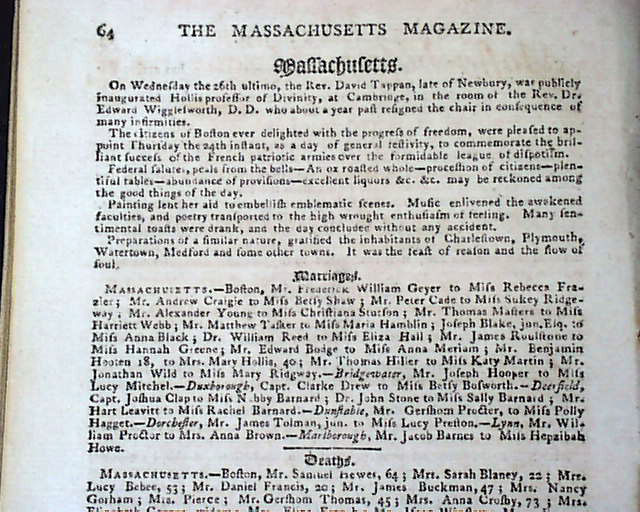 64 THE MASSACHUSETTS MAGAZINE.
Maſſachuſetts.
On Wedneſday the 26th ultimo, the Rev. David Tappan, late of Newbury, was publicly
inaugurated Hollis profeſſor of Divinity, at Cambridge, in the room of the Rev. Dr.
Edward Wiggleſworth, D. D. who about a year paſt reſigned the chair in conſequence of
many infirmities.
The citizens of Boſton ever delighted with the progreſs of freedom, were pleaſed to ap-
point Thurſday the 24th inſtant, as a day of general feſtivity, to commemorate the bril-
liant ſucceſs of the French patriotic armies over the formidable league of diſpotiſm.
Federal ſalutes, peals from the bells—An ox roaſted whole—proceſſion of citizens—plen-
tiful tables—abundance of proviſions—excellent liquors &c. &c. may be reckoned among
the good things of the day.
Painting lent her aid to embelliſh emblematic ſcenes. Muſic enlivened the awakened
faculties, and poetry tranſported to the high wrought enthuſiaſm of feeling. Many ſen-
timental toaſts were drank, and the day concludee without any accident.
Preparations of a ſimilar nature, gratified the inhabitants of Charleſtown, Plymouth,
Watertown, Medford and ſome other towns. It was the feaſt of reaſon and the flow of
ſoul.
Marriages.
MASSACHUSETTS.—Boſton, Mr. Frederick William Geyer to Miſs Rebecca Fra-
zier; Mr. Andrew Craigie to Miſs Betſy Shaw; Mr. Peter Cade to Miſs Sukey Ridge-
way; Mr. Alexander Young to Miſs Chriſtiana Stutſon; Mr. Thomas Maſters to Miſs
Harriett Webb; Mr. Matthew Taſker to Miſs Maria Hamblin; Joſeph Blake, jun. Eſq. to
Miſs Anna Black; Dr. William Reed to Miſs Eliza Hall; Mr. James Roulſtone to
Miſs Hannah Greene; Mr. Edward Bodge to Miſs Anna Meriam; Mr. Benjamin
Hooten 18, to Mrs. Mary Hollis, 40; Mr. Thomas Hiller to Miſs Katy Martin; Mr.
Jonathan Wild to Miſs Mary Ridgway.—Bridgewater, Mr. Joſeph Hooper to Miſs
Lucy Mitchel.—Duxborough, Capt. Clarke Drew to Miſs Betſy Boſworth.—Deerfield,
Capt. Joſhua Clap to Miſs Nabby Barnard; Dr. John Stone to Miſs Sally Barnard; Mr.
Hart Leavitt to Miſs Rachel Barnard.—Dunſtable, Mr. Gerſhom Procter, to Miſs Polly
Hagget.—Dorcheſter, Mr. James Tolman, jun. to Miſs Lucy Preſton.—Lynn, Mr. Wil-
liam Proctor to Mrs. Anna Brown.—Marlborough, Mr. Jacob Barnes to Miſs Hepzibah
Howe.
Deaths.
MASSACHUSETTS.—Boſton, Mr. Samuel Hewes, 64; Mrs. Sarah Blaney, 22; Mrs.
Lucy Bebee, 53; Mr. Daniel Francis, 20; Mr. James Buckman, 47; Mrs. Nancy
Gorham; Mrs. Pierce; Mr. Gerſhom Thomas, 45; Mrs. Anna Croſby, 73; Mrs.